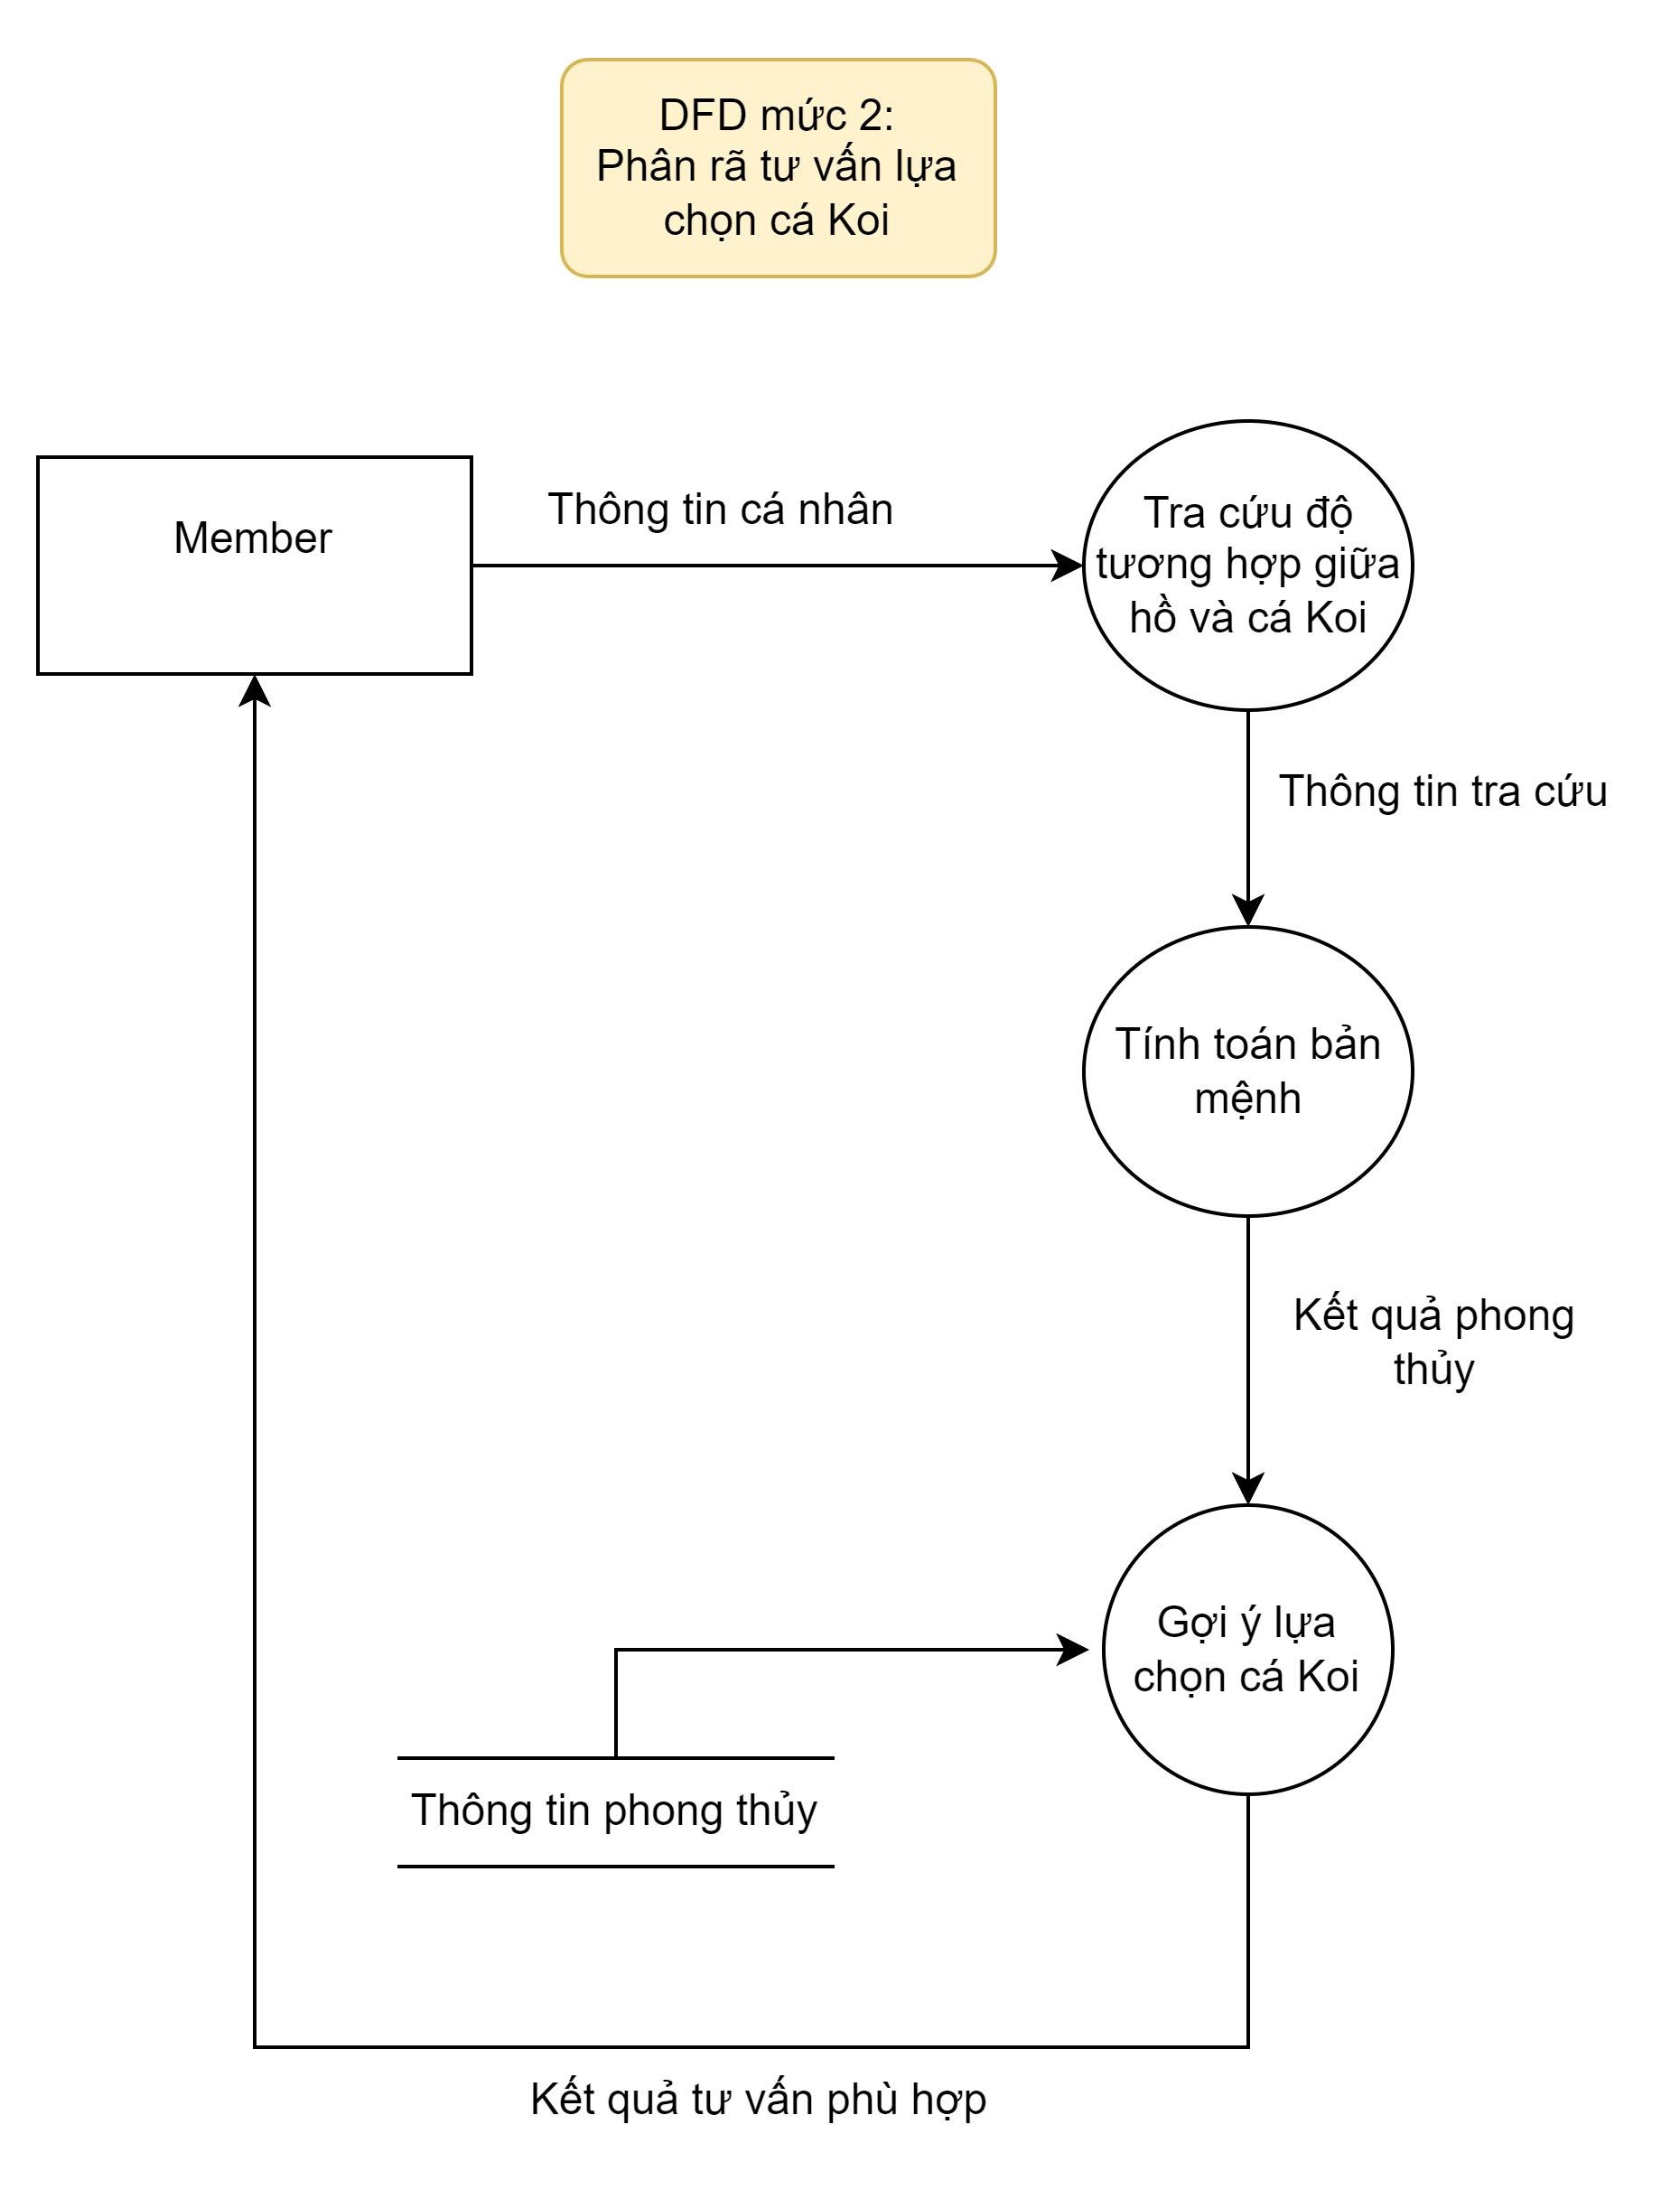 DFD mức 2:
Phân rã tư vấn lựa
chọn cá Koi
Member
Thông tin cá nhân
Tra cứu độ
tương hợp giữa
hồ và cá Koi
Thông tin tra cứu
Tính toán bản
mệnh
Kết quả phong
thủy
Gợi ý lựa
chọn cá Koi
Thông tin phong thủy
Kết quả tư vấn phù hợp